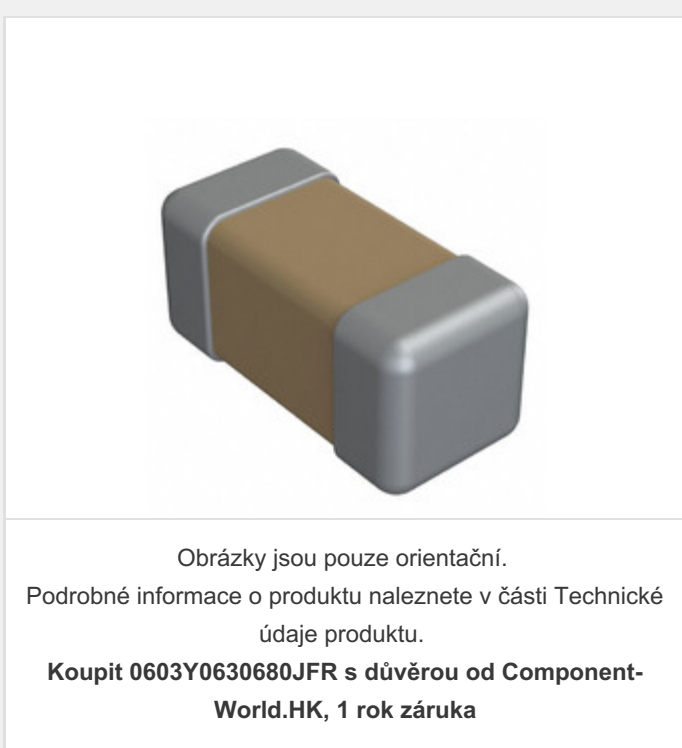 Obrázky jsou pouze orientační.
Podrobné informace o produktu naleznete v části Technické
údaje produktu.
Koupit 0603Y0630680JFR s důvěrou od Component-
World.HK, 1 rok záruka